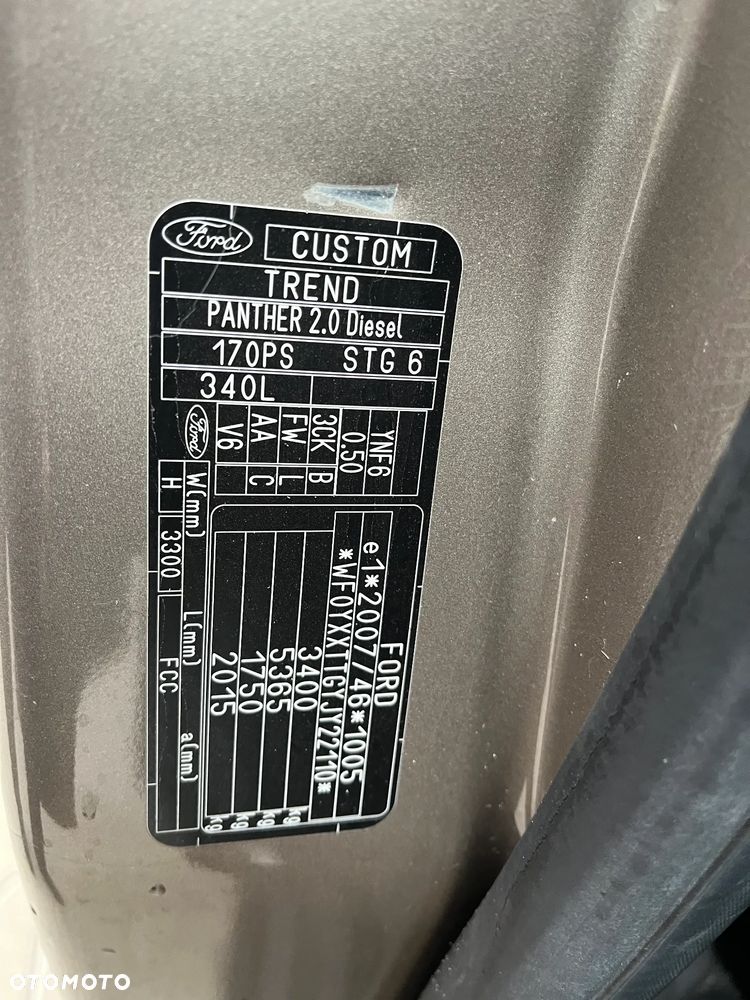 Ford CUSTOM
TREND
PANTHER 2.0 Diesel
170PS STG 6
340L
YNF6
0.50
3CK B
FW L
AA C
V6
Ford
FORD
e1*2007/46*1005
*WF0YXXTTGYJY22110*
3400 kg
5365 kg
1750 kg
2015 kg
W(mm) L(mm) a(mm)
H 3300 FCC
OTOMOTO